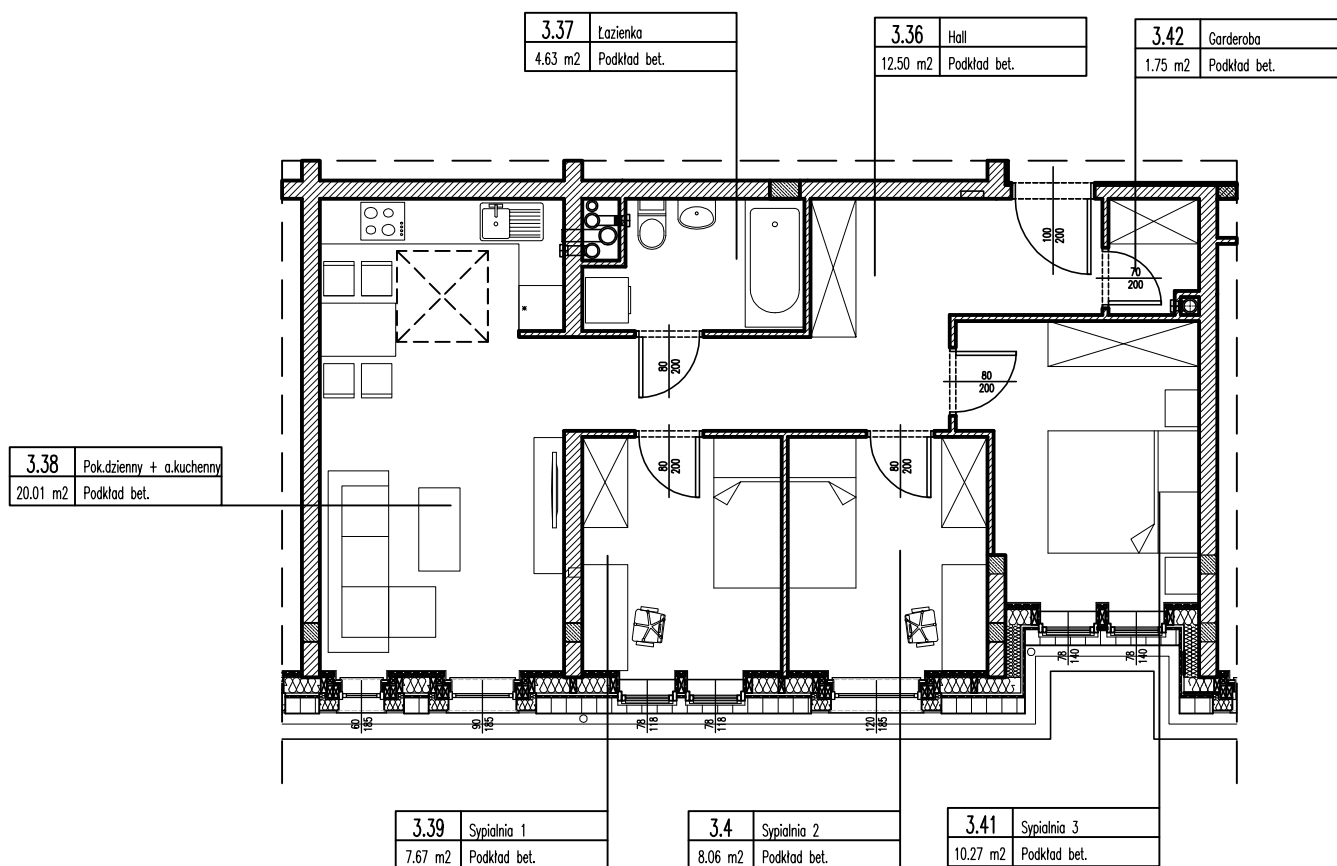 3.37 Łazienka
4.63 m2 Podkład bet.
3.36 Hall
12.50 m2 Podkład bet.
3.42 Garderoba
1.75 m2 Podkład bet.
100
200
70
200
80
200
80
200
3.38 Pok.dzienny + a.kuchenny
20.01 m2 Podkład bet.
80
200
80
200
78
140
78
140
60
185
90
185
78
118
78
118
120
185
3.39 Sypialnia 1
7.67 m2 Podkład bet.
3.4 Sypialnia 2
8.06 m2 Podkład bet.
3.41 Sypialnia 3
10.27 m2 Podkład bet.